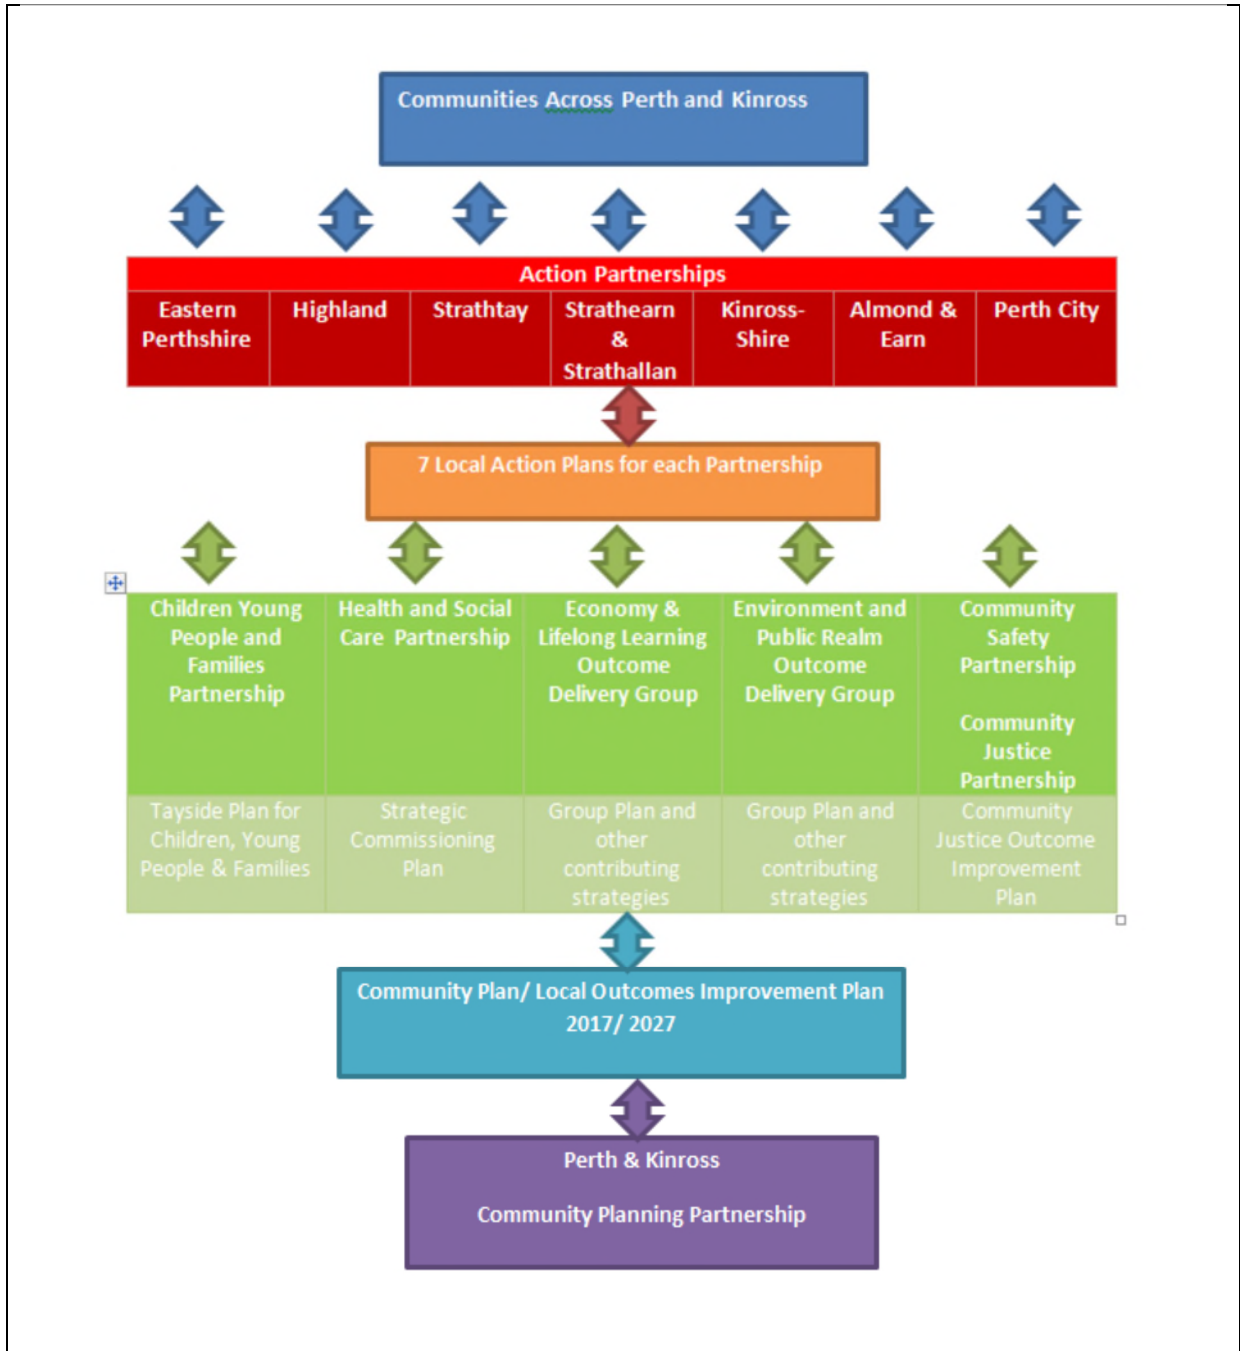 Communities Across Perth and Kinross
Action Partnerships
Eastern
Perthshire
Highland
Strathtay
Strathearn
&
Strathallan
Kinross-
Shire
Almond &
Earn
Perth City
7 Local Action Plans for each Partnership
Children Young
People and
Families
Partnership
Health and Social
Care Partnership
Economy &
Lifelong Learning
Outcome
Delivery Group
Environment and
Public Realm
Outcome
Delivery Group
Community
Safety
Partnership
Community
Justice
Partnership
Tayside Plan for
Children, Young
People & Families
Strategic
Commissioning
Plan
Group Plan and
other
contributing
strategies
Group Plan and
other
contributing
strategies
Community
Justice Outcome
Improvement
Plan
Community Plan/ Local Outcomes Improvement Plan
2017/ 2027
Perth & Kinross
Community Planning Partnership